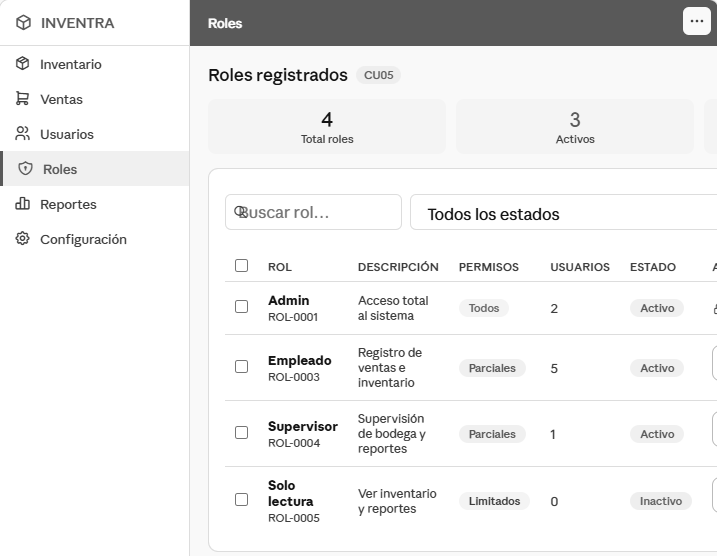 INVENTRA
Roles
...
Inventario
Ventas
Usuarios
Roles
Reportes
Configuración
Roles registrados CU05
4
Total roles
3
Activos
Buscar rol...
Todos los estados
ROL DESCRIPCIÓN PERMISOS USUARIOS ESTADO
Admin
ROL-0001
Acceso total
al sistema
Todos
2
Activo
Empleado
ROL-0003
Registro de
ventas e
inventario
Parciales
5
Activo
Supervisor
ROL-0004
Supervisión
de bodega y
reportes
Parciales
1
Activo
Solo
lectura
ROL-0005
Ver inventario
y reportes
Limitados
0
Inactivo